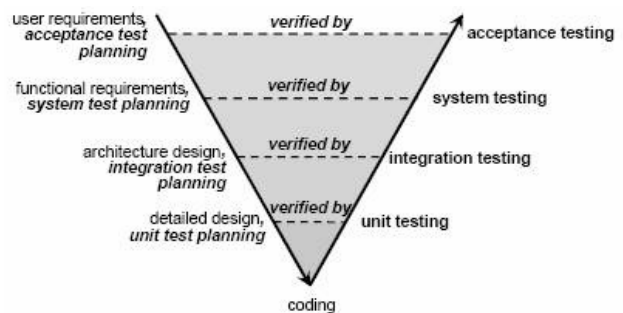 user requirements,
acceptance test
planning
verified by
acceptance testing
functional requirements,
system test planning
verified by
system testing
architecture design,
integration test
planning
verified by
integration testing
detailed design,
unit test planning
verified by
unit testing
coding